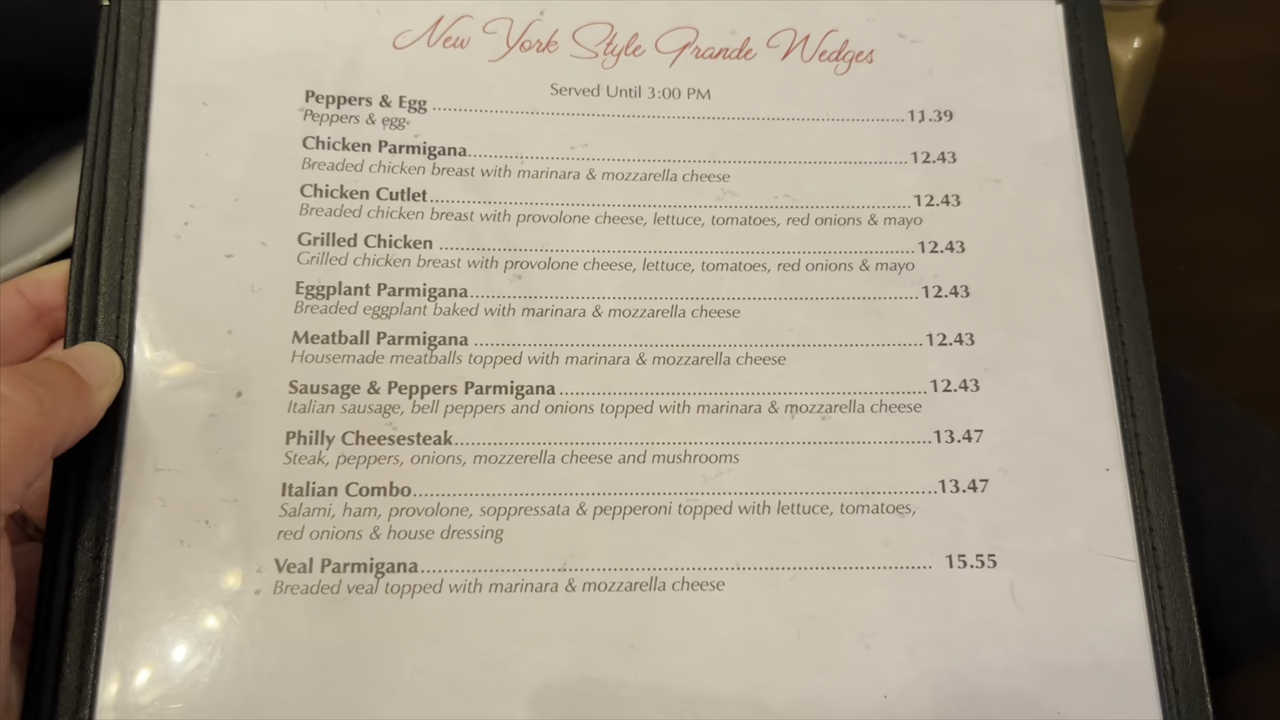 New York Style Grande Wedges
Served Until 3:00 PM
Peppers & Egg ........................................................................................ 11.39
Peppers & egg
Chicken Parmigana................................................................................. 12.43
Breaded chicken breast with marinara & mozzarella cheese
Chicken Cutlet......................................................................................... 12.43
Breaded chicken breast with provolone cheese, lettuce, tomatoes, red onions & mayo
Grilled Chicken ....................................................................................... 12.43
Grilled chicken breast with provolone cheese, lettuce, tomatoes, red onions & mayo
Eggplant Parmigana................................................................................. 12.43
Breaded eggplant baked with marinara & mozzarella cheese
Meatball Parmigana ................................................................................ 12.43
Housemade meatballs topped with marinara & mozzarella cheese
Sausage & Peppers Parmigana ................................................................. 12.43
Italian sausage, bell peppers and onions topped with marinara & mozzarella cheese
Philly Cheesesteak................................................................................... 13.47
Steak, peppers, onions, mozzerella cheese and mushrooms
Italian Combo.......................................................................................... 13.47
Salami, ham, provolone, soppressata & pepperoni topped with lettuce, tomatoes,
red onions & house dressing
Veal Parmigana........................................................................................ 15.55
Breaded veal topped with marinara & mozzarella cheese